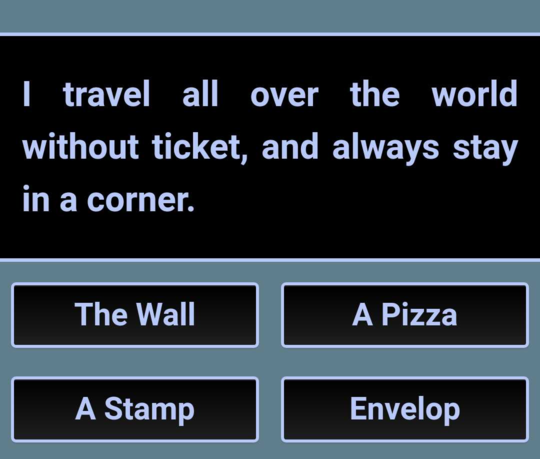 I travel all over the world
without ticket, and always stay
in a corner.
The Wall
A Pizza
A Stamp
Envelop